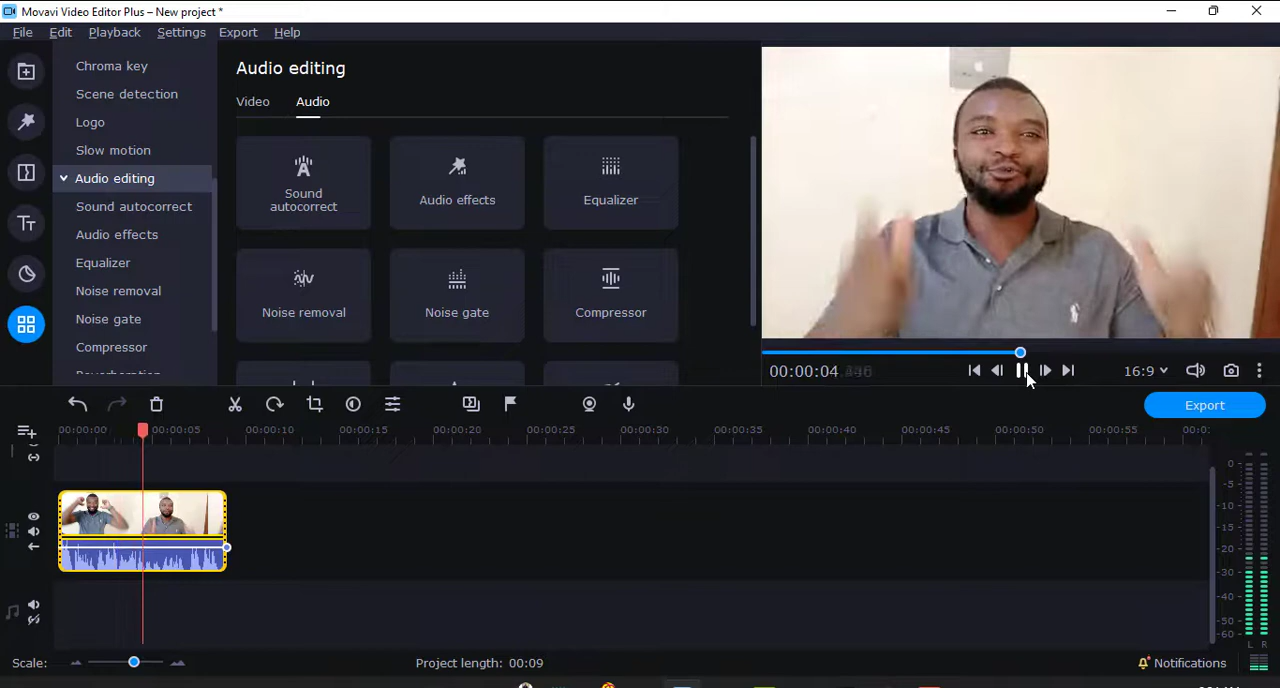 Movavi Video Editor Plus – New project *
File Edit Playback Settings Export Help
Chroma key
Scene detection
Logo
Slow motion
Audio editing
Sound autocorrect
Audio effects
Equalizer
Noise removal
Noise gate
Compressor
Audio editing
Video Audio
Sound
autocorrect
Audio effects
Equalizer
Noise removal
Noise gate
Compressor
00:00:04
16:9
Export
00:00:00 00:00:05 00:00:10 00:00:15 00:00:20 00:00:25 00:00:30 00:00:35 00:00:40 00:00:45 00:00:50 00:00:55 00:0
0
-5
-10
-15
-20
-30
-40
-50
-60
L R
Scale:
Project length: 00:09
Notifications